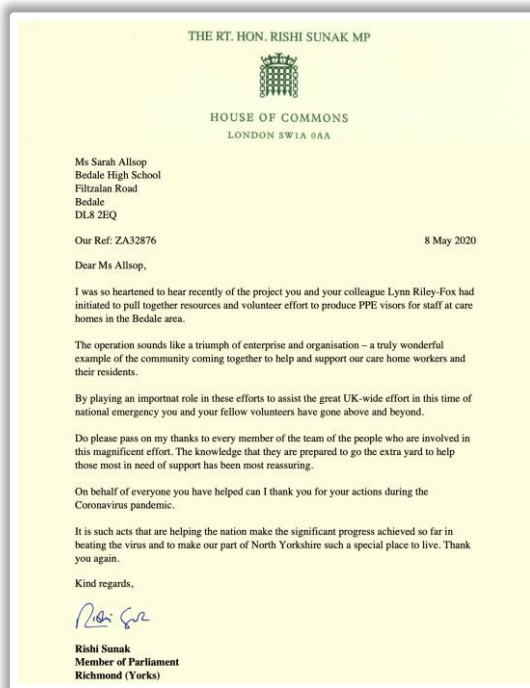 THE RT. HON. RISHI SUNAK MP
HOUSE OF COMMONS
LONDON SW1A 0AA
Ms Sarah Allsop
Bedale High School
Filtzalan Road
Bedale
DL8 2EQ
Our Ref: ZA32876 8 May 2020
Dear Ms Allsop,
I was so heartened to hear recently of the project you and your colleague Lynn Riley-Fox had
initiated to pull together resources and volunteer effort to produce PPE visors for staff at care
homes in the Bedale area.
The operation sounds like a triumph of enterprise and organisation – a truly wonderful
example of the community coming together to help and support our care home workers and
their residents.
By playing an importnat role in these efforts to assist the great UK-wide effort in this time of
national emergency you and your fellow volunteers have gone above and beyond.
Do please pass on my thanks to every member of the team of the people who are involved in
this magnificent effort. The knowledge that they are prepared to go the extra yard to help
those most in need of support has been most reassuring.
On behalf of everyone you have helped can I thank you for your actions during the
Coronavirus pandemic.
It is such acts that are helping the nation make the significant progress achieved so far in
beating the virus and to make our part of North Yorkshire such a special place to live. Thank
you again.
Kind regards,
Rishi Sunak
Member of Parliament
Richmond (Yorks)